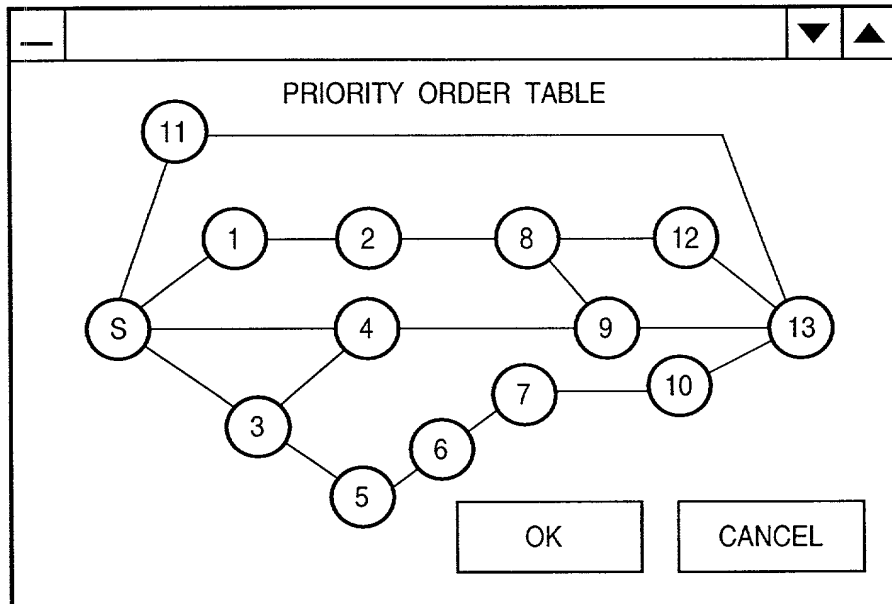 PRIORITY ORDER TABLE
11
1 2 8 12
S 4 9 13
7 10
3 6
5
OK CANCEL